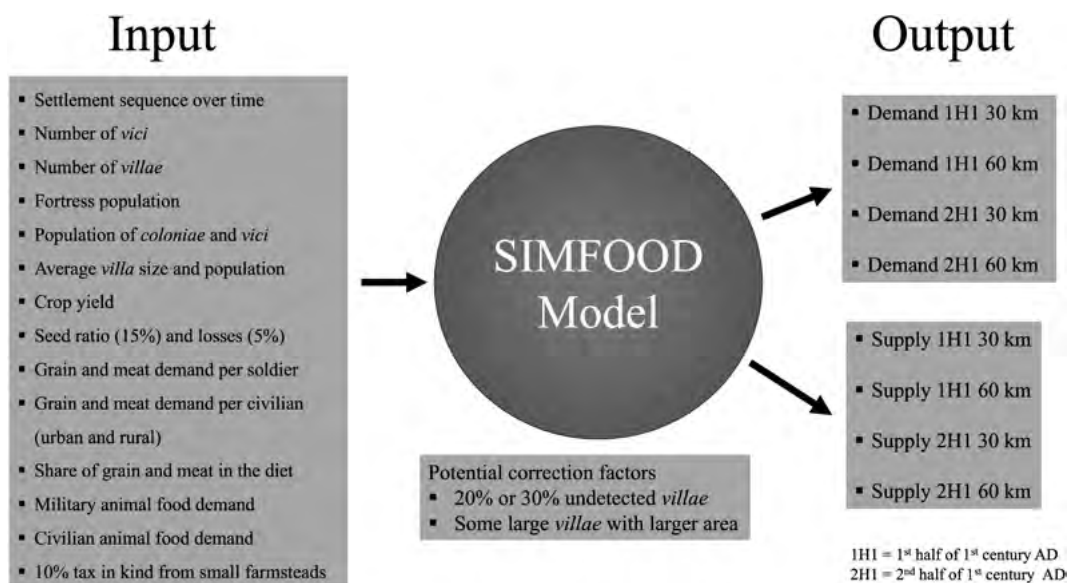 Input
▪ Settlement sequence over time
▪ Number of vici
▪ Number of villae
▪ Fortress population
▪ Population of coloniae and vici
▪ Average villa size and population
▪ Crop yield
▪ Seed ratio (15%) and losses (5%)
▪ Grain and meat demand per soldier
▪ Grain and meat demand per civilian
(urban and rural)
▪ Share of grain and meat in the diet
▪ Military animal food demand
▪ Civilian animal food demand
▪ 10% tax in kind from small farmsteads
SIMFOOD
Model
Potential correction factors
▪ 20% or 30% undetected villae
▪ Some large villae with larger area
Output
▪ Demand 1H1 30 km
▪ Demand 1H1 60 km
▪ Demand 2H1 30 km
▪ Demand 2H1 60 km
▪ Supply 1H1 30 km
▪ Supply 1H1 60 km
▪ Supply 2H1 30 km
▪ Supply 2H1 60 km
1H1 = 1st half of 1st century AD
2H1 = 2nd half of 1st century AD